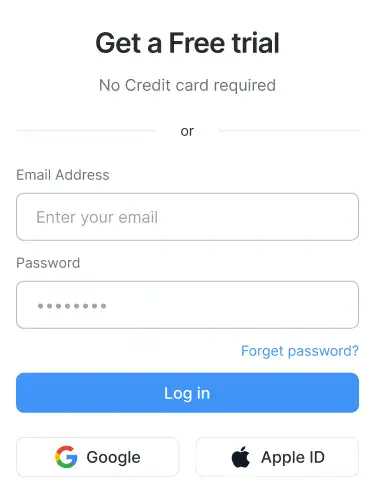 Get a Free trial
No Credit card required
or
Email Address
Enter your email
Password
Forget password?
Log in
Google
Apple ID